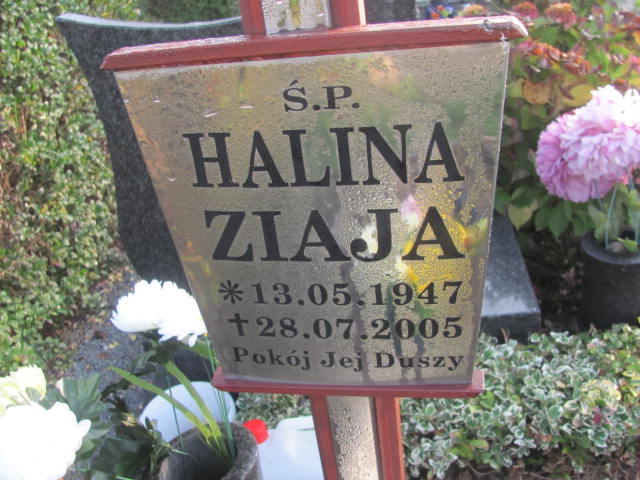 Ś.P.
HALINA
ZIAJA
*13.05.1947
✝28.07.2005
Pokój Jej Duszy